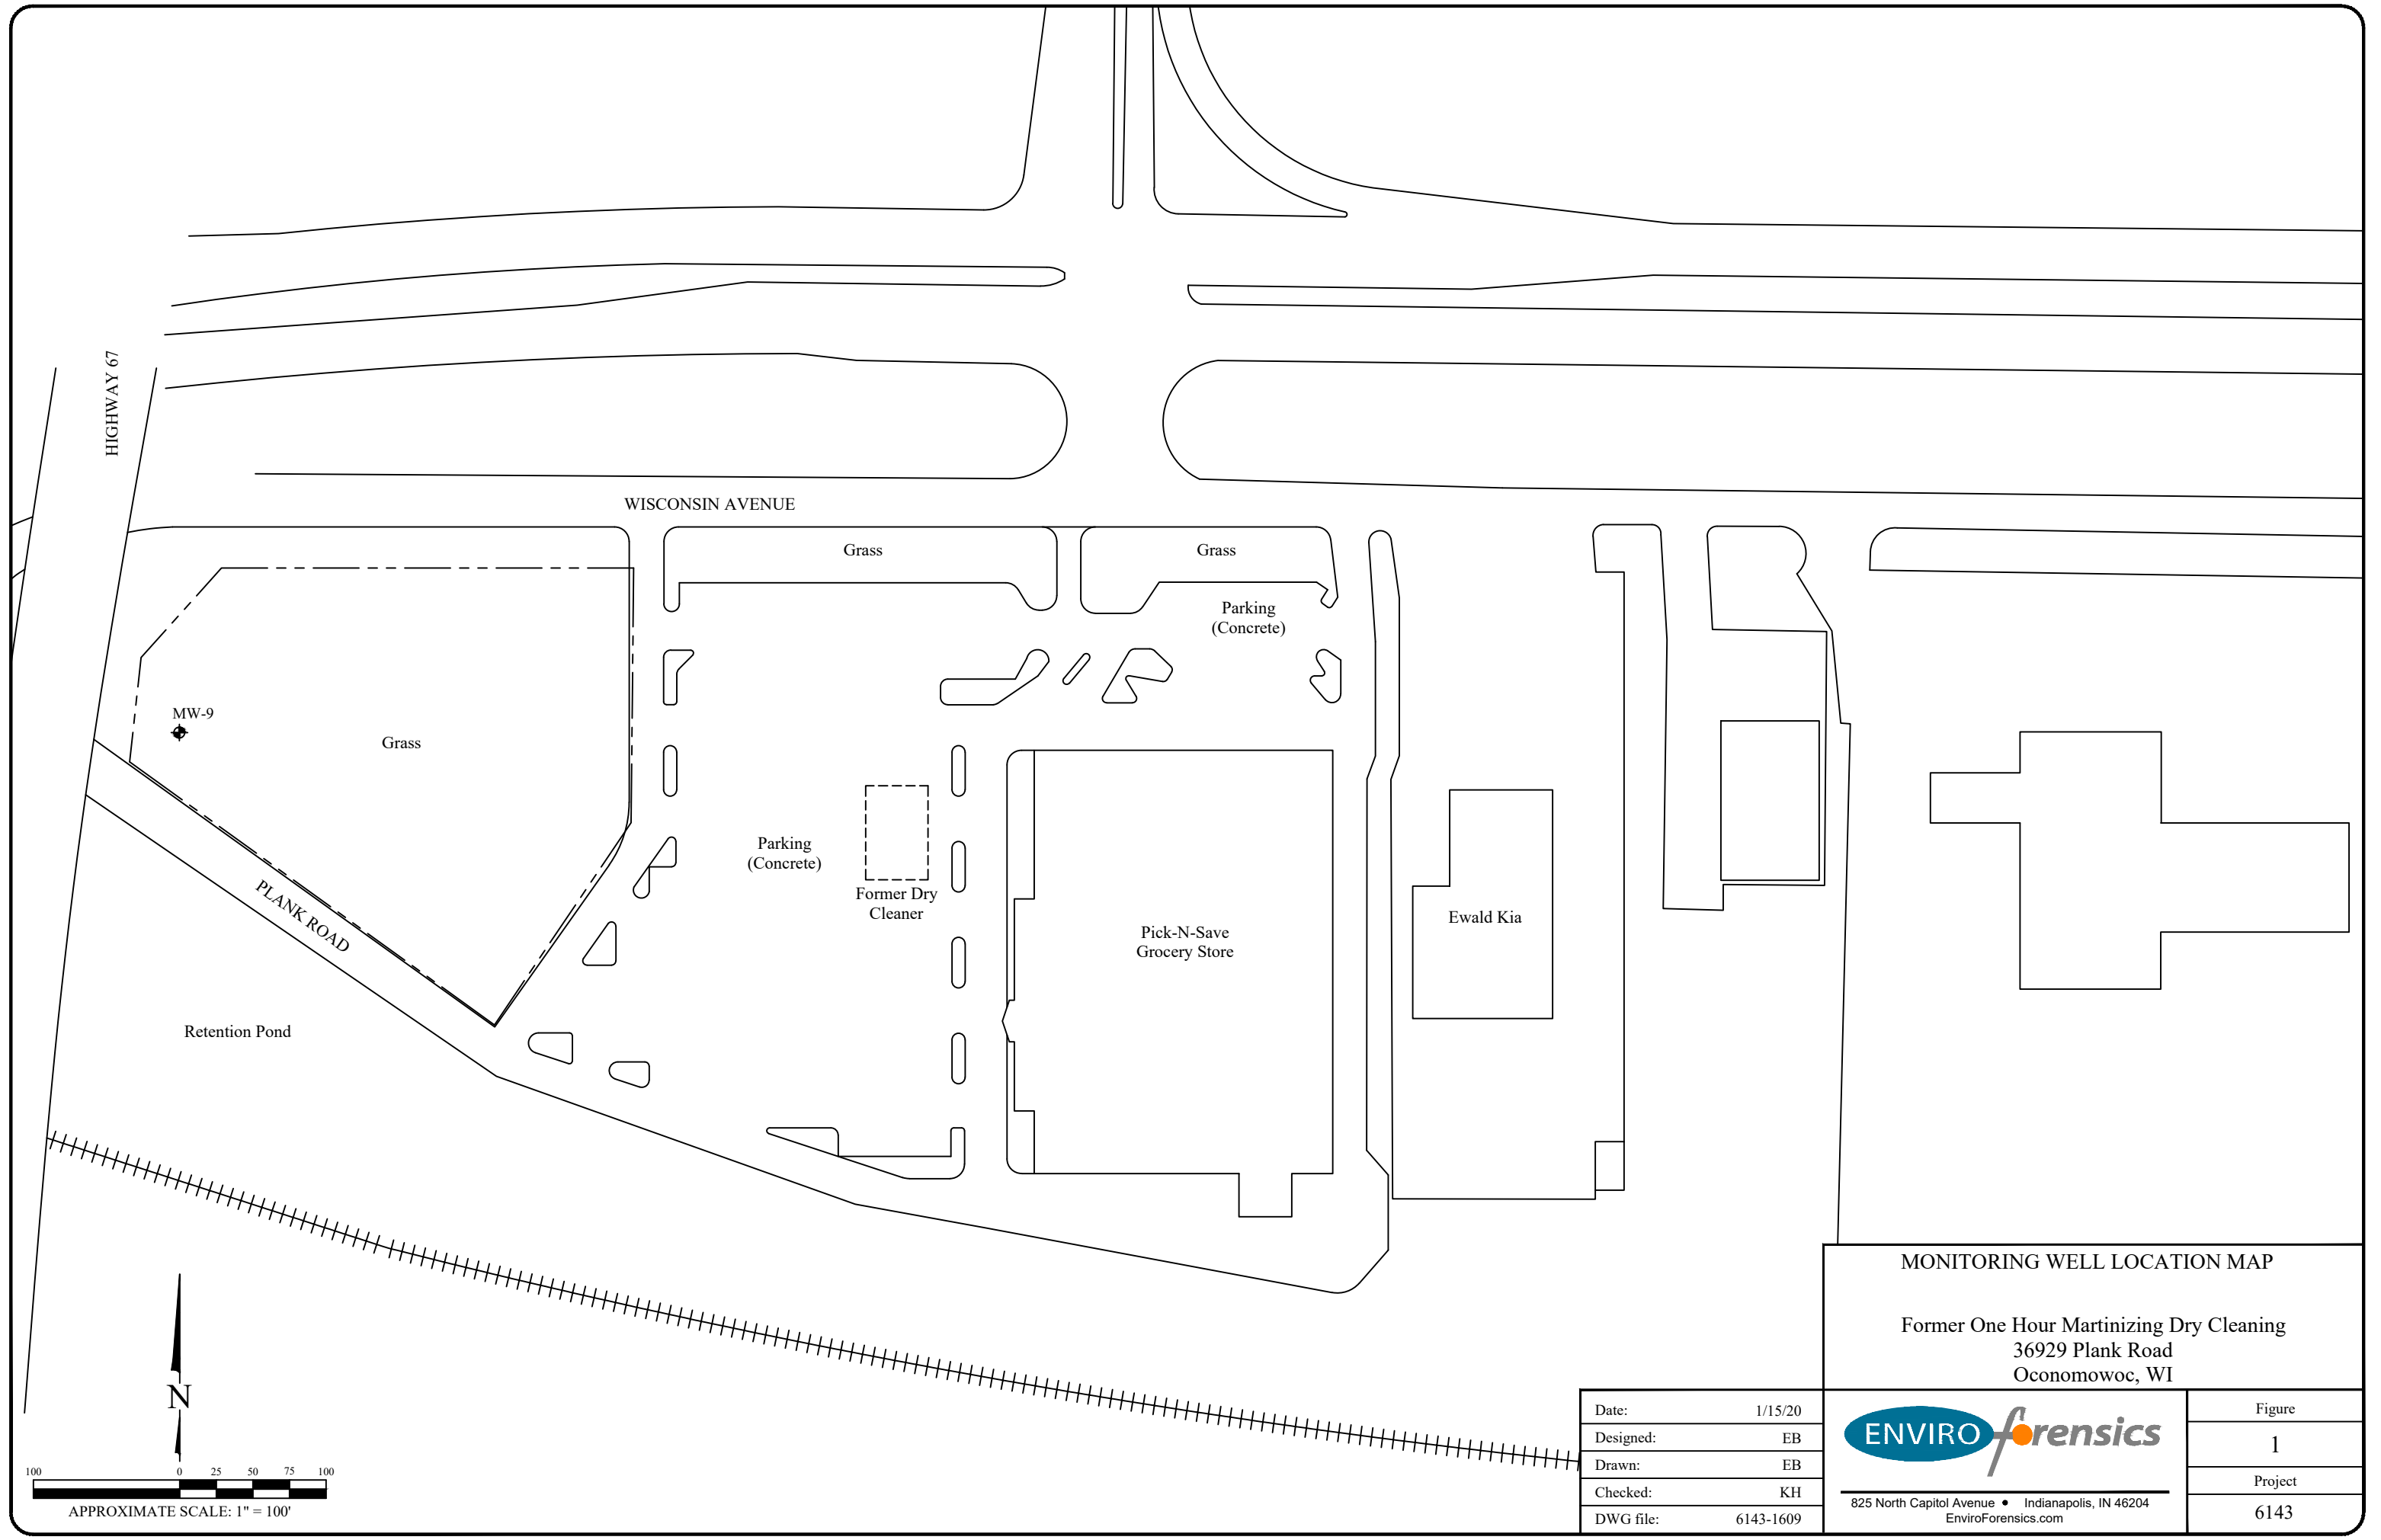 HIGHWAY 67
WISCONSIN AVENUE
Grass
Grass
Parking
(Concrete)
MW-9
Grass
Parking
(Concrete)
Former Dry
Cleaner
PLANK ROAD
Pick-N-Save
Grocery Store
Ewald Kia
Retention Pond
N
100 0 25 50 75 100
APPROXIMATE SCALE: 1" = 100'
MONITORING WELL LOCATION MAP
Former One Hour Martinizing Dry Cleaning
36929 Plank Road
Oconomowoc, WI
Date: 1/15/20
Designed: EB
Drawn: EB
Checked: KH
DWG file: 6143-1609
ENVIROforensics
825 North Capitol Avenue • Indianapolis, IN 46204
EnviroForensics.com
Figure
1
Project
6143